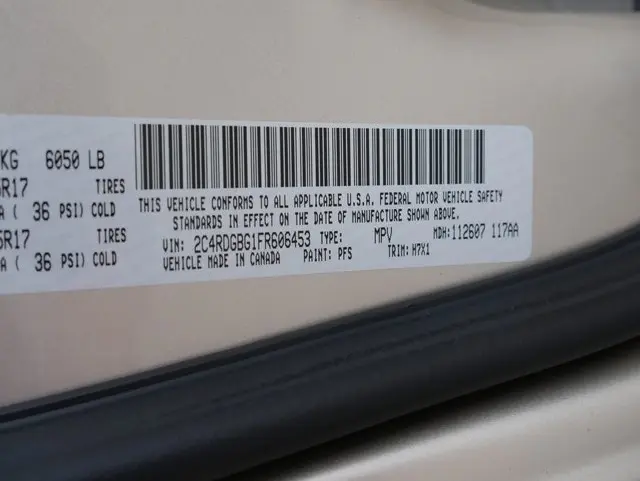 KG 6050 LB
5R17 TIRES
A ( 36 PSI) COLD
5R17 TIRES
A ( 36 PSI) COLD
THIS VEHICLE CONFORMS TO ALL APPLICABLE U.S.A. FEDERAL MOTOR VEHICLE SAFETY
STANDARDS IN EFFECT ON THE DATE OF MANUFACTURE SHOWN ABOVE.
VIN: 2C4RDGBG1FR606453 TYPE: MPV MDH:112607 117AA
VEHICLE MADE IN CANADA PAINT: PFS TRIM: H7X1